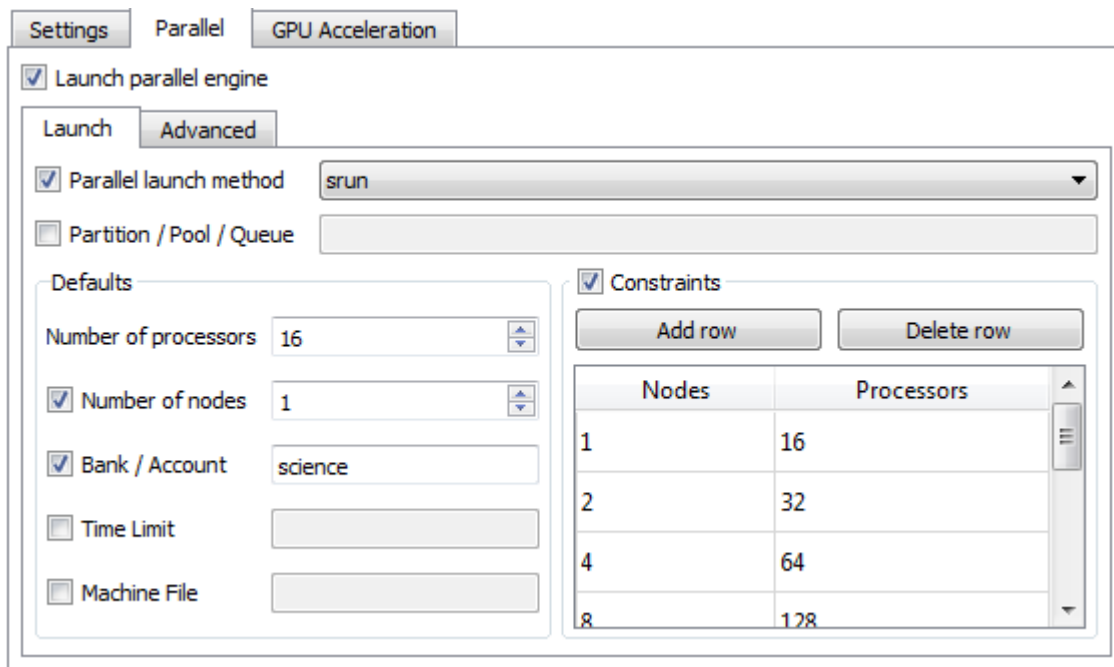 Settings Parallel GPU Acceleration
Launch parallel engine
Launch Advanced
Parallel launch method srun
Partition / Pool / Queue
Defaults
Number of processors 16
Number of nodes 1
Bank / Account science
Time Limit
Machine File
Constraints
Add row Delete row
Nodes Processors
1 16
2 32
4 64
8 128